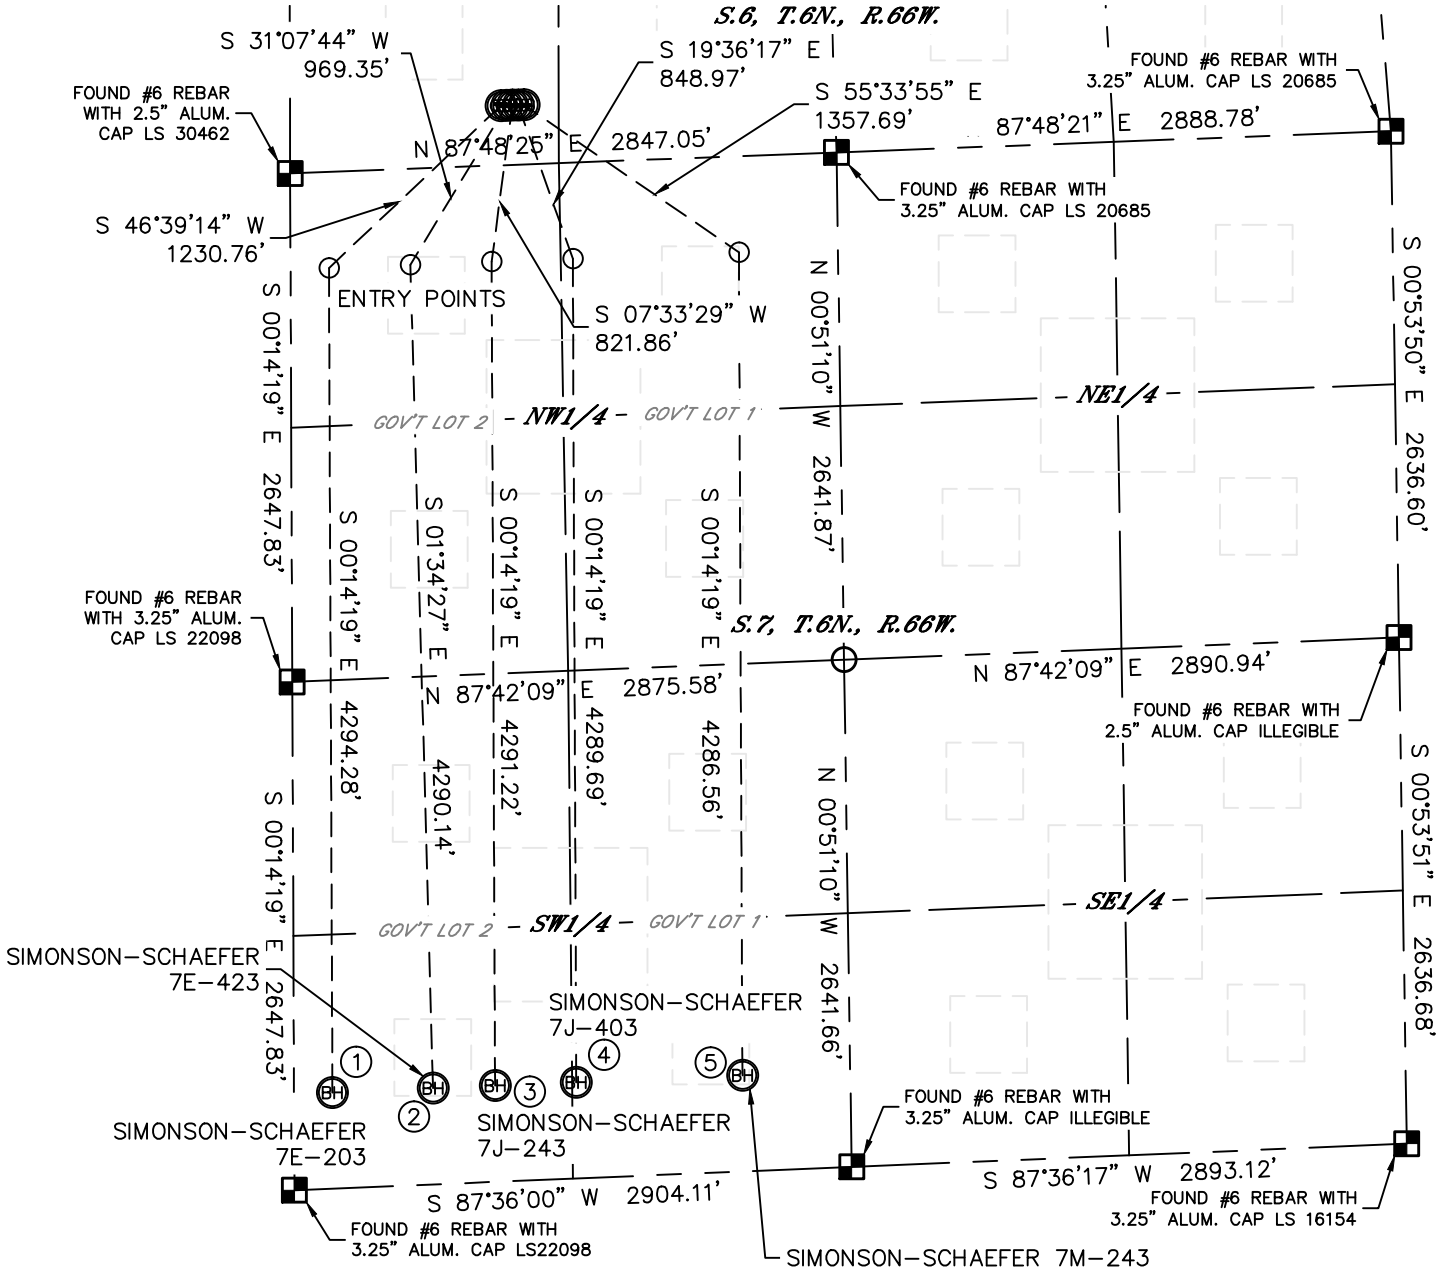 S.6, T.6N., R.66W.
S 31°07'44" W
969.35'
S 19°36'17" E
848.97'
S 55°33'55" E
1357.69'
FOUND #6 REBAR WITH
3.25" ALUM. CAP LS 20685
FOUND #6 REBAR
WITH 2.5" ALUM.
CAP LS 30462
N 87°48'25" E 2847.05'
87°48'21" E 2888.78'
FOUND #6 REBAR WITH
3.25" ALUM. CAP LS 20685
S 46°39'14" W
1230.76'
ENTRY POINTS
S 07°33'29" W
821.86'
S 00°14'19" E 2647.83'
N 00°51'10" W 2641.87'
S 00°53'50" E 2636.60'
GOV'T LOT 2
NW1/4
GOV'T LOT 1
NE1/4
S 00°14'19" E 4294.28'
S 01°34'27" E 4290.14'
S 00°14'19" E 4291.22'
S 00°14'19" E 4289.69'
S 00°14'19" E 4286.56'
FOUND #6 REBAR
WITH 3.25" ALUM.
CAP LS 22098
S.7, T.6N., R.66W.
N 87°42'09" E 2875.58'
N 87°42'09" E 2890.94'
FOUND #6 REBAR WITH
2.5" ALUM. CAP ILLEGIBLE
S 00°14'19" E 2647.83'
N 00°51'10" W 2641.66'
S 00°53'51" E 2636.68'
GOV'T LOT 2
SW1/4
GOV'T LOT 1
SE1/4
SIMONSON-SCHAEFER
7E-423
SIMONSON-SCHAEFER
7J-403
1
4
5
BH
BH
BH
BH
BH
2
3
SIMONSON-SCHAEFER
7E-203
SIMONSON-SCHAEFER
7J-243
FOUND #6 REBAR WITH
3.25" ALUM. CAP ILLEGIBLE
S 87°36'00" W 2904.11'
S 87°36'17" W 2893.12'
FOUND #6 REBAR WITH
3.25" ALUM. CAP LS 16154
FOUND #6 REBAR WITH
3.25" ALUM. CAP LS22098
SIMONSON-SCHAEFER 7M-243